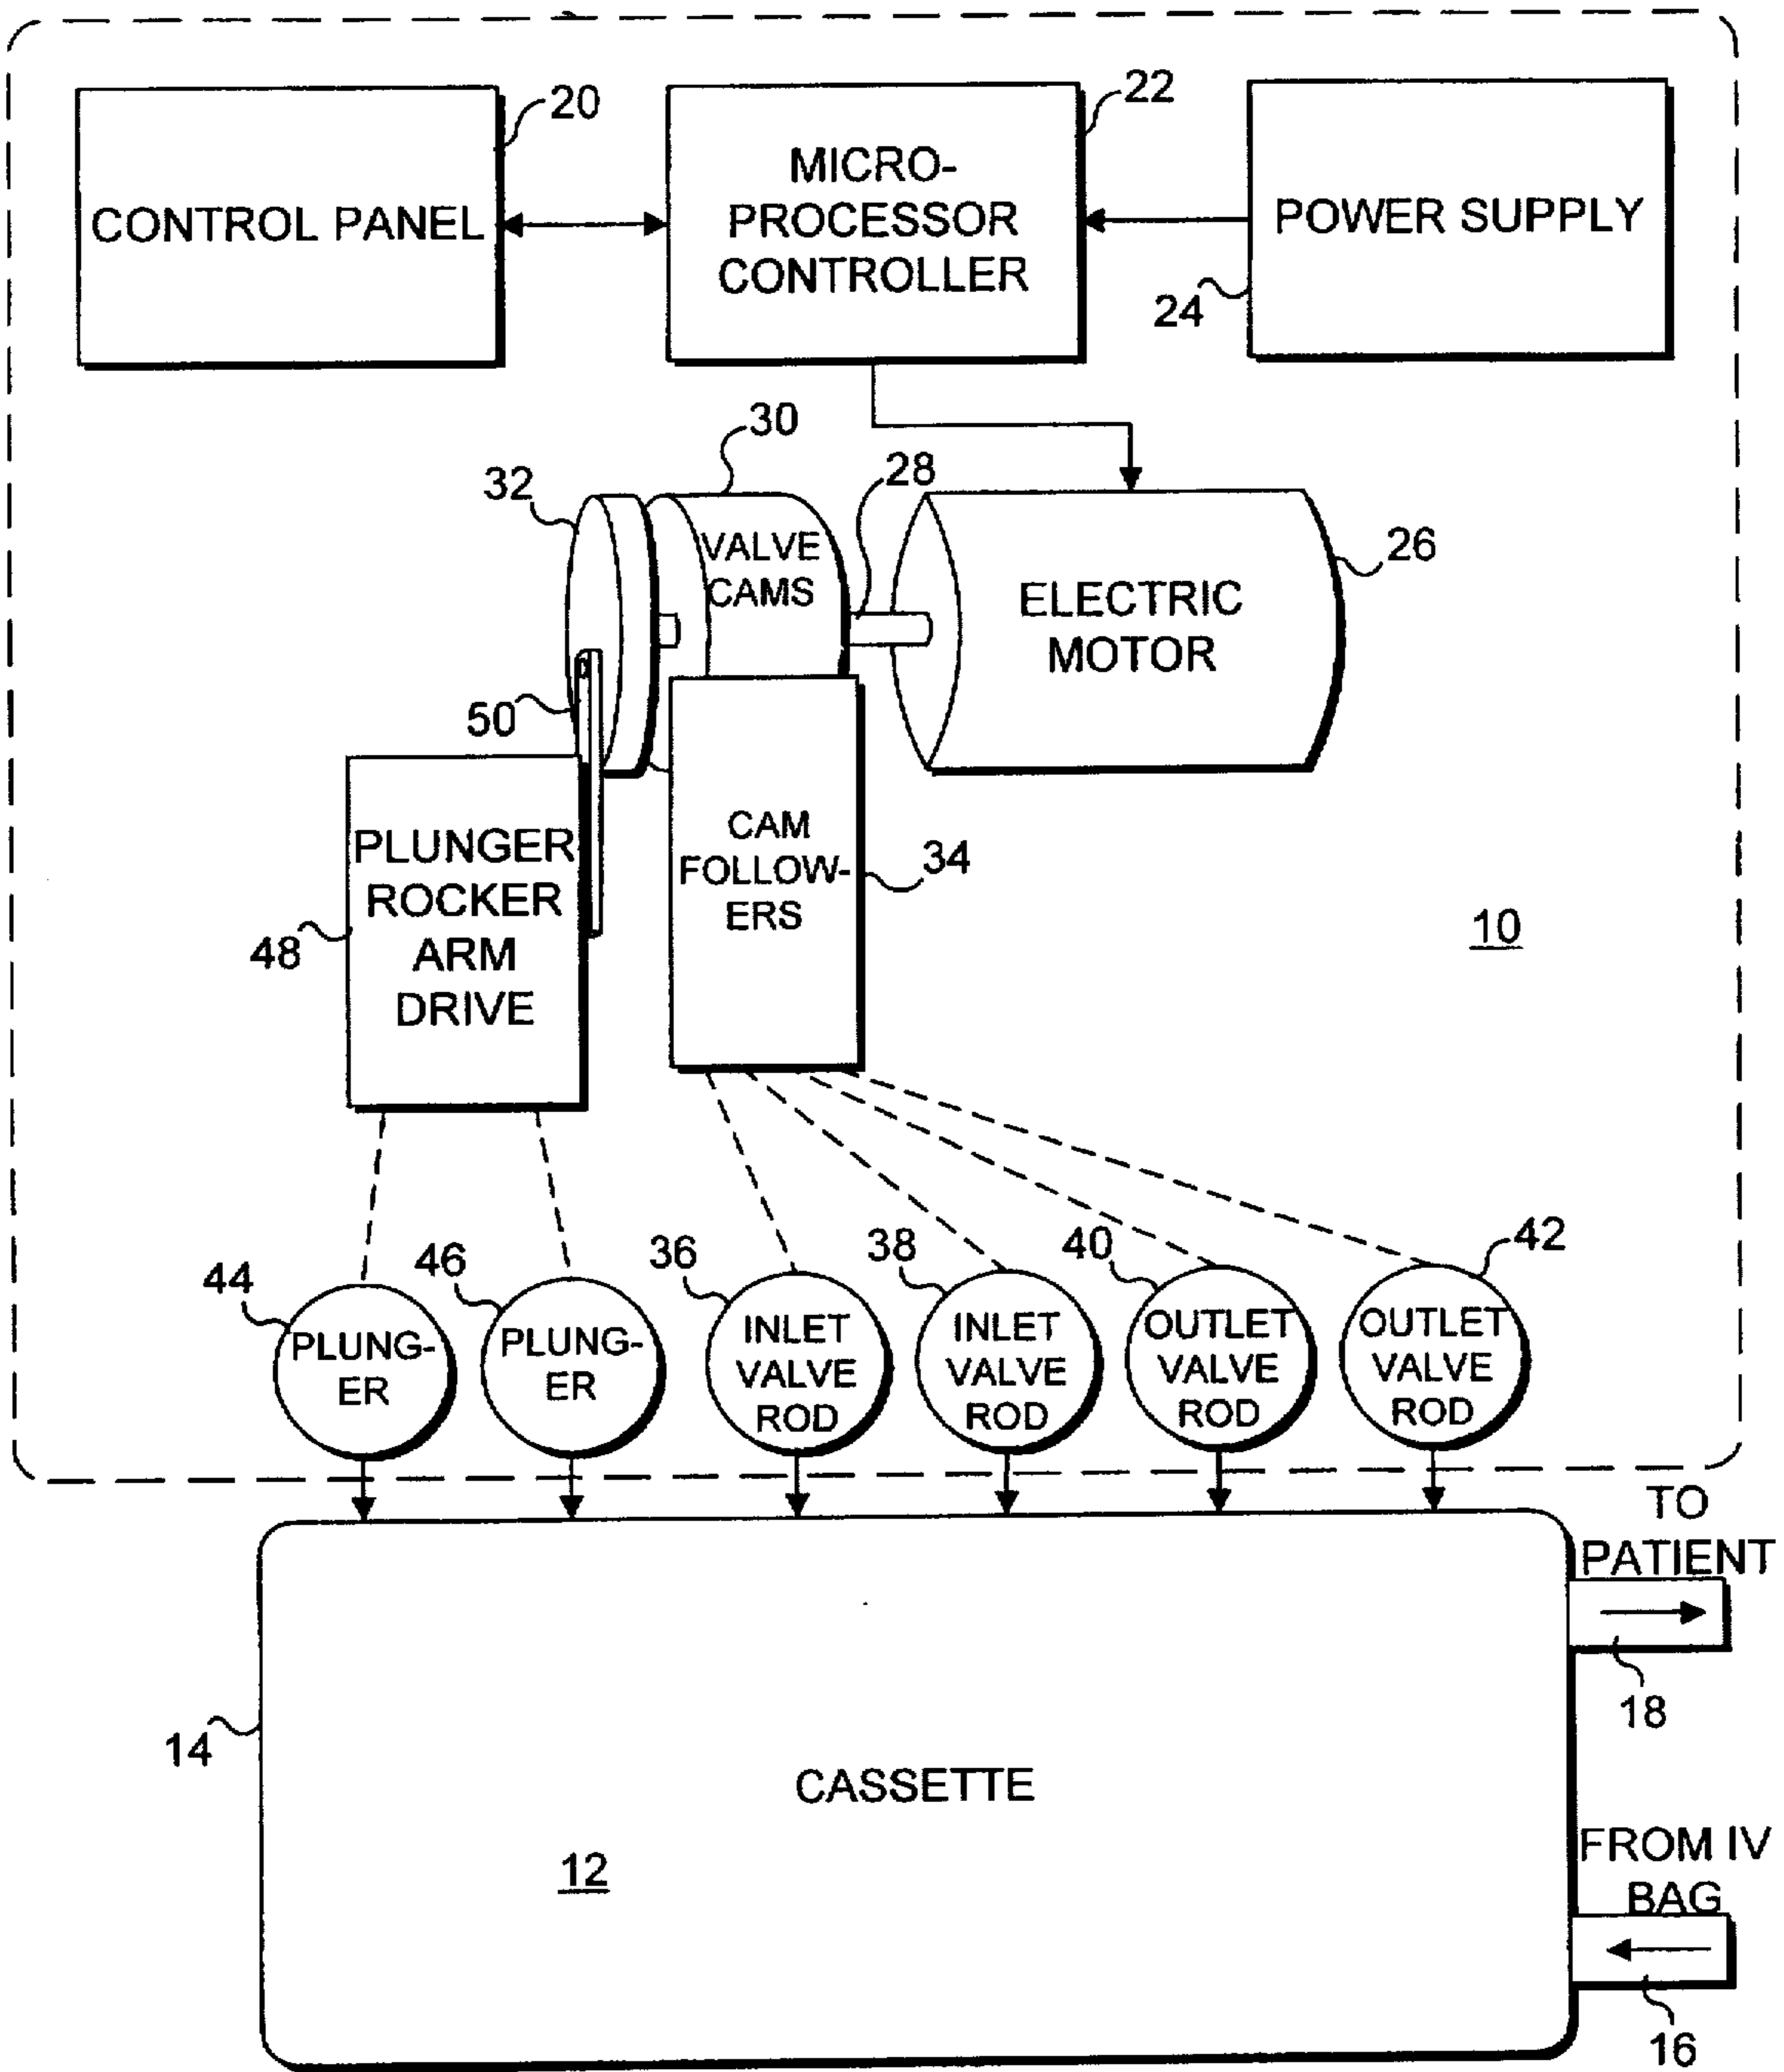 20
22
CONTROL PANEL
MICRO-
PROCESSOR
CONTROLLER
POWER SUPPLY
24
30
32
28
VALVE
CAMS
26
ELECTRIC
MOTOR
50
PLUNGER
ROCKER
ARM
DRIVE
48
CAM
FOLLOW-
ERS
34
10
44
46
36
38
40
42
PLUNG-
ER
PLUNG-
ER
INLET
VALVE
ROD
INLET
VALVE
ROD
OUTLET
VALVE
ROD
OUTLET
VALVE
ROD
TO
PATIENT
18
14
CASSETTE
12
FROM IV
BAG
16